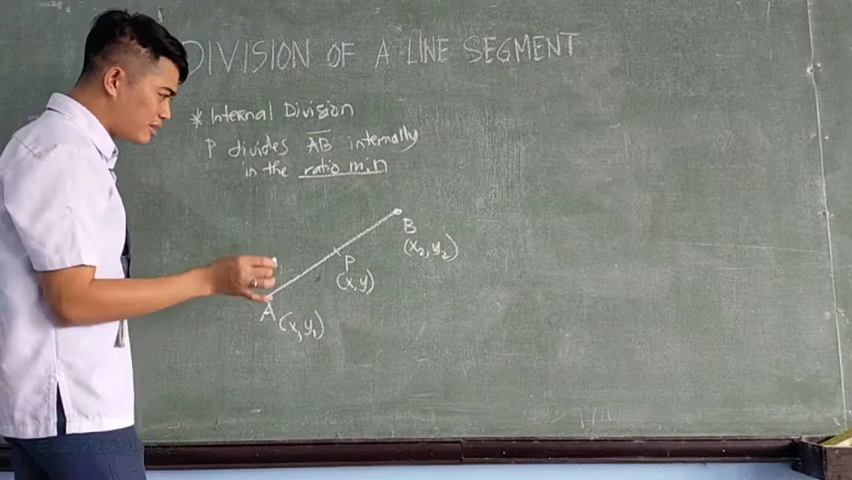 DIVISION OF A LINE SEGMENT
* Internal Division
P divides AB internally
in the ratio m:n
B
(x₂, y₂)
P
(x, y)
A
(x₁, y₁)